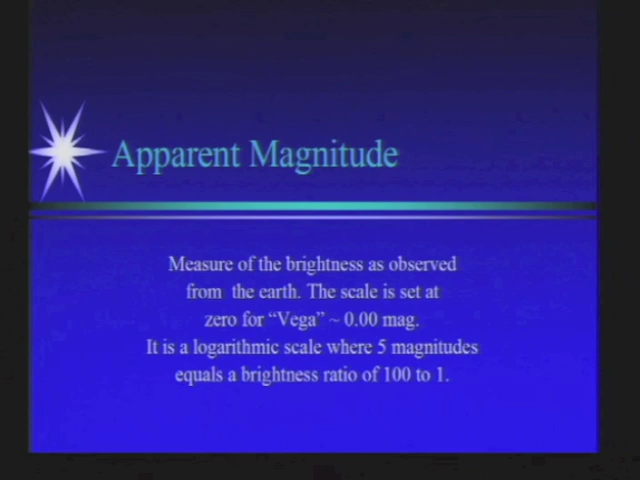 Apparent Magnitude
Measure of the brightness as observed
from the earth. The scale is set at
zero for “Vega” ~ 0.00 mag.
It is a logarithmic scale where 5 magnitudes
equals a brightness ratio of 100 to 1.